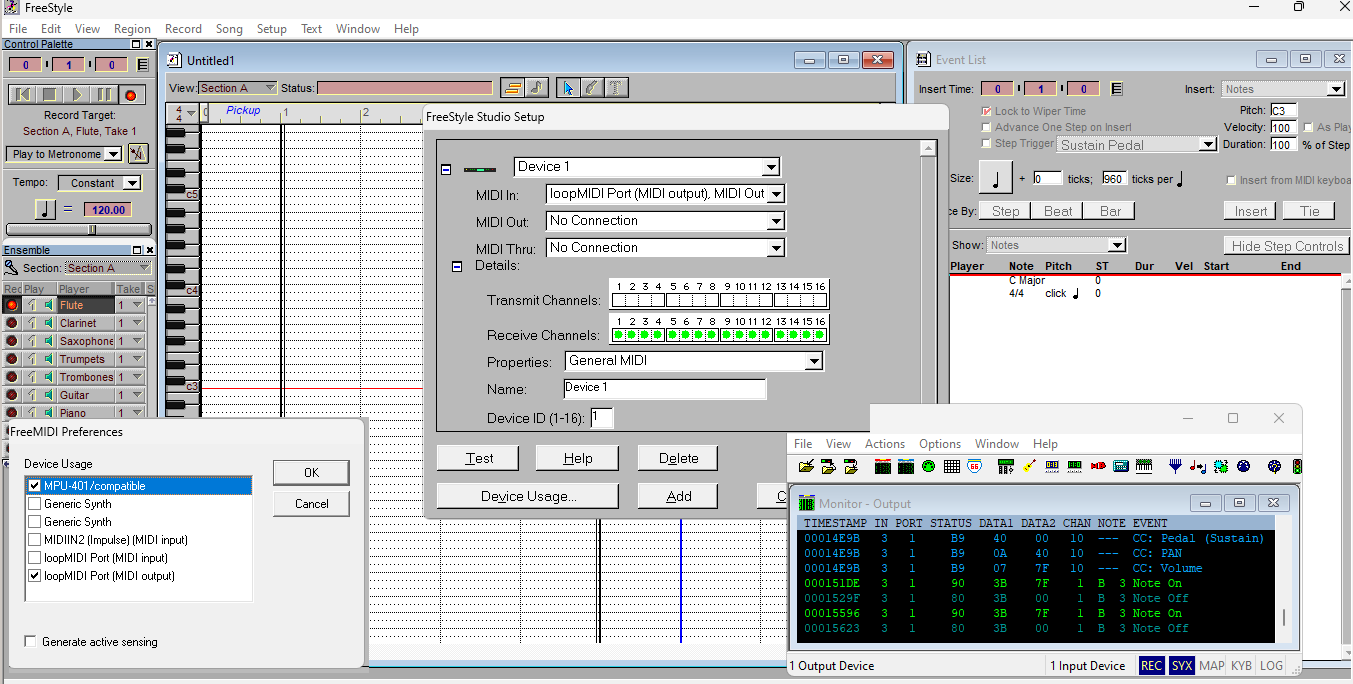 FreeStyle
File Edit View Region Record Song Setup Text Window Help
Control Palette
0 1 0
Record Target:
Section A, Flute, Take 1
Play to Metronome
Tempo: Constant
= 120.00
Ensemble
Section: Section A
Rec Play Player Take S
Flute 1
Clarinet 1
Saxophone 1
Trumpets 1
Trombones 1
Guitar 1
Piano 1
Untitled1
View: Section A Status:
4
4
Pickup 1 2
c5
c4
c3
FreeStyle Studio Setup
Device 1
MIDI In: loopMIDI Port (MIDI output), MIDI Out
MIDI Out: No Connection
MIDI Thru: No Connection
Details:
1 2 3 4 5 6 7 8 9 10 11 12 13 14 15 16
Transmit Channels:
1 2 3 4 5 6 7 8 9 10 11 12 13 14 15 16
Receive Channels:
Properties: General MIDI
Name: Device 1
Device ID (1-16): 1
Test Help Delete
Device Usage... Add C
Event List
Insert Time: 0 1 0 Insert: Notes
Lock to Wiper Time Pitch: C3
Advance One Step on Insert Velocity: 100 As Play
Step Trigger Sustain Pedal Duration: 100 % of Step
Size: + 0 ticks; 960 ticks per
Insert from MIDI keyboa
ce By: Step Beat Bar Insert Tie
Show: Notes Hide Step Controls
Player Note Pitch ST Dur Vel Start End
C Major 0
4/4 click 0
FreeMIDI Preferences
Device Usage
MPU-401/compatible
Generic Synth
Generic Synth
MIDIIN2 (Impulse) (MIDI input)
loopMIDI Port (MIDI input)
loopMIDI Port (MIDI output)
Generate active sensing
OK
Cancel
File View Actions Options Window Help
Monitor - Output
TIMESTAMP IN PORT STATUS DATA1 DATA2 CHAN NOTE EVENT
00014E9B 3 1 B9 40 00 10 --- CC: Pedal (Sustain)
00014E9B 3 1 B9 0A 40 10 --- CC: PAN
00014E9B 3 1 B9 07 7F 10 --- CC: Volume
000151DE 3 1 90 3B 7F 1 B 3 Note On
0001529F 3 1 80 3B 00 1 B 3 Note Off
00015596 3 1 90 3B 7F 1 B 3 Note On
00015623 3 1 80 3B 00 1 B 3 Note Off
1 Output Device 1 Input Device REC SYX MAP KYB LOG